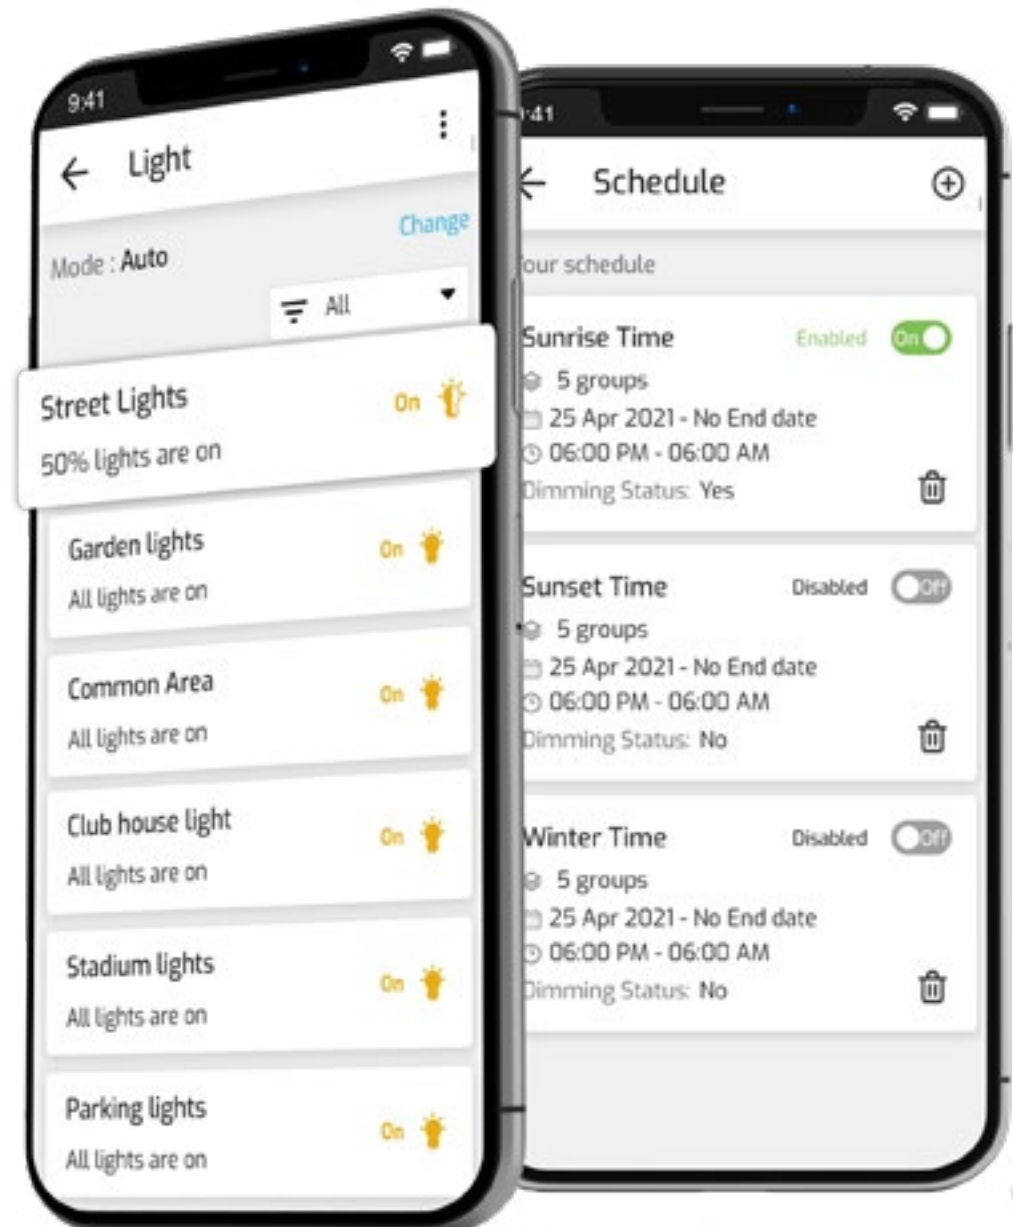 9:41
Light
Change
Mode : Auto
All
Street Lights
On
50% lights are on
Garden lights
On
All lights are on
Common Area
On
All lights are on
Club house light
On
All lights are on
Stadium lights
On
All lights are on
Parking lights
On
All lights are on
:41
Schedule
our schedule
Sunrise Time
Enabled
On
5 groups
25 Apr 2021 - No End date
06:00 PM - 06:00 AM
Dimming Status: Yes
Sunset Time
Disabled
Off
5 groups
25 Apr 2021 - No End date
06:00 PM - 06:00 AM
Dimming Status: No
Winter Time
Disabled
Off
5 groups
25 Apr 2021 - No End date
06:00 PM - 06:00 AM
Dimming Status: No